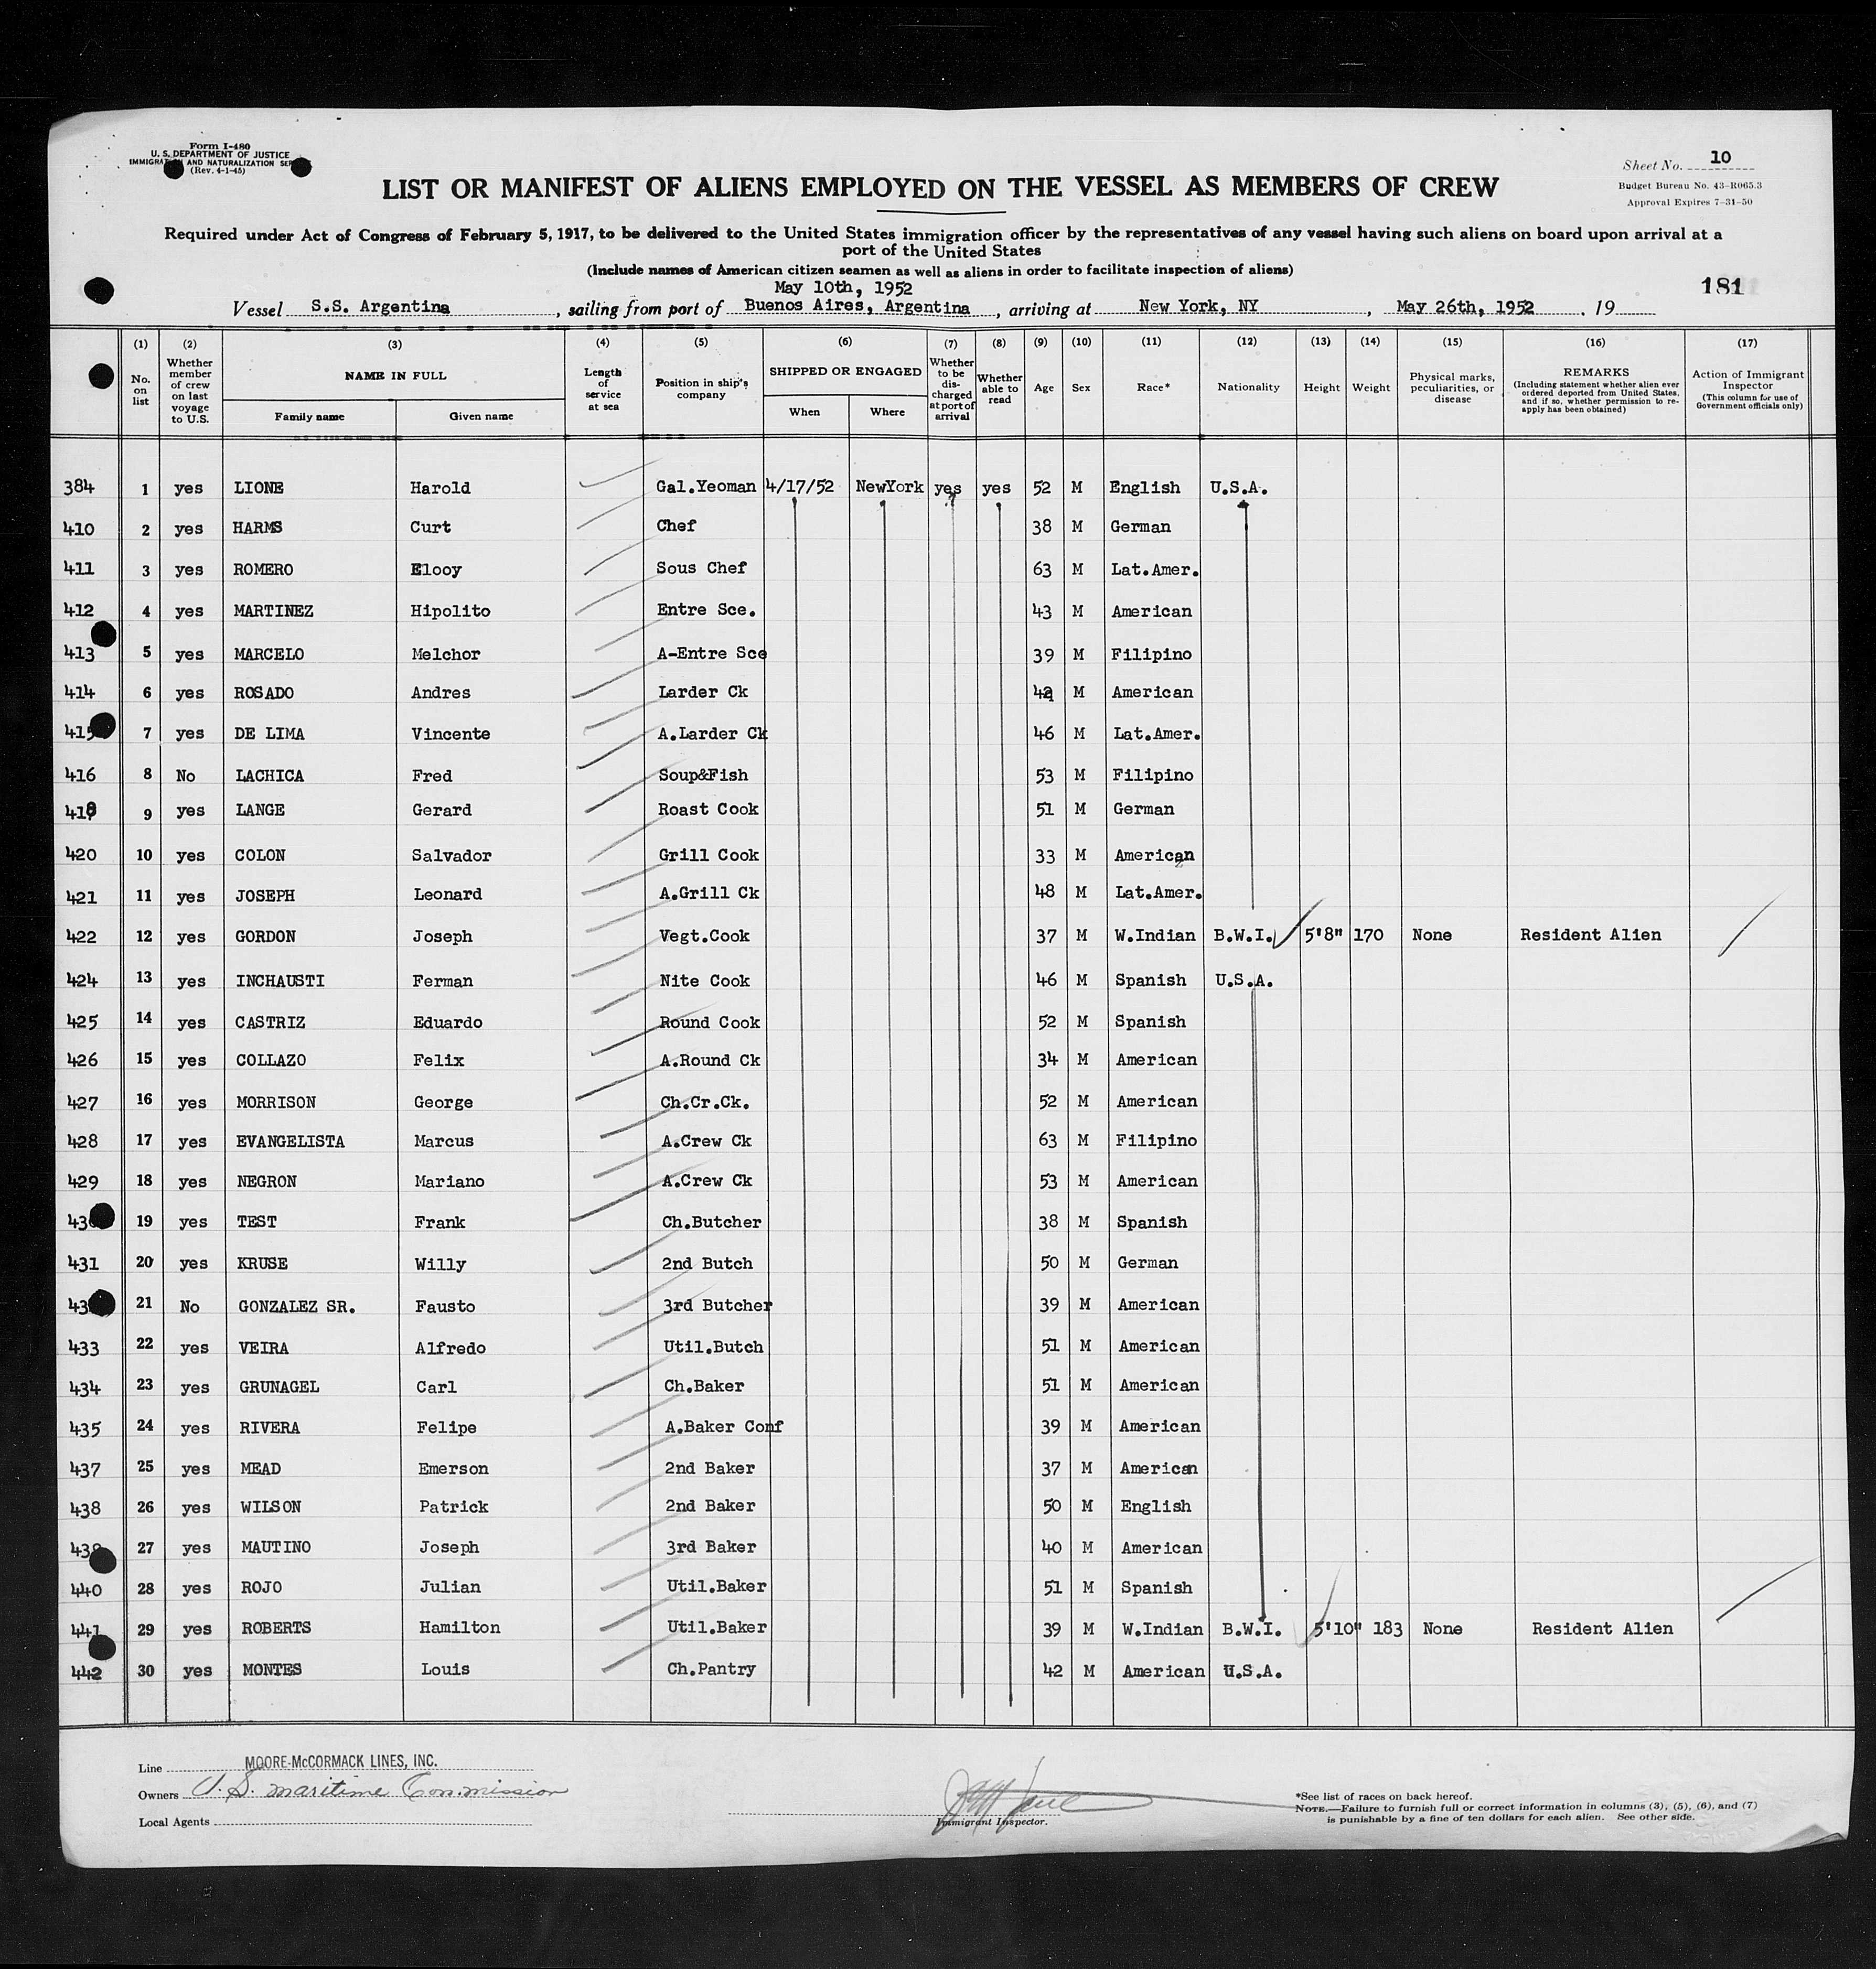 Form I-480
U. S. DEPARTMENT OF JUSTICE
IMMIGRATION AND NATURALIZATION SERVICE
(Rev. 4-1-45)
Sheet No. 10
Budget Bureau No. 43-R065.3
Approval Expires 7-31-50
LIST OR MANIFEST OF ALIENS EMPLOYED ON THE VESSEL AS MEMBERS OF CREW
Required under Act of Congress of February 5, 1917, to be delivered to the United States immigration officer by the representatives of any vessel having such aliens on board upon arrival at a
port of the United States
(Include names of American citizen seamen as well as aliens in order to facilitate inspection of aliens)
May 10th, 1952
181
Vessel S.S. Argentina, sailing from port of Buenos Aires, Argentina, arriving at New York, NY, May 26th, 1952, 19
(1) (2) (3) (4) (5) (6) (7) (8) (9) (10) (11) (12) (13) (14) (15) (16) (17)
No. on list
Whether member of crew on last voyage to U.S.
NAME IN FULL
Family name Given name
Length of service at sea
Position in ship's company
SHIPPED OR ENGAGED
When Where
Whether to be discharged at port of arrival
Whether able to read
Age Sex Race* Nationality Height Weight
Physical marks, peculiarities, or disease
REMARKS
(Including statement whether alien ever ordered deported from United States, and if so, whether permission to re-apply has been obtained)
Action of Immigrant Inspector
(This column for use of Government officials only)
384 1 yes LIONE Harold Gal.Yeoman 4/17/52 NewYork yes yes 52 M English U.S.A.
410 2 yes HARMS Curt Chef 38 M German
411 3 yes ROMERO Elooy Sous Chef 63 M Lat.Amer.
412 4 yes MARTINEZ Hipolito Entre Sce. 43 M American
413 5 yes MARCELO Melchor A-Entre Sce 39 M Filipino
414 6 yes ROSADO Andres Larder Ck M American
415 7 yes DE LIMA Vincente A.Larder Ck 46 M Lat.Amer.
416 8 No LACHICA Fred Soup&Fish 53 M Filipino
418 9 yes LANGE Gerard Roast Cook 51 M German
420 10 yes COLON Salvador Grill Cook 33 M American
421 11 yes JOSEPH Leonard A.Grill Ck 48 M Lat.Amer.
422 12 yes GORDON Joseph Vegt.Cook 37 M W.Indian B.W.I. 5'8" 170 None Resident Alien
424 13 yes INCHAUSTI Ferman Nite Cook 46 M Spanish U.S.A.
425 14 yes CASTRIZ Eduardo Round Cook 52 M Spanish
426 15 yes COLLAZO Felix A.Round Ck 34 M American
427 16 yes MORRISON George Ch.Cr.Ck. 52 M American
428 17 yes EVANGELISTA Marcus A.Crew Ck 63 M Filipino
429 18 yes NEGRON Mariano A.Crew Ck 53 M American
19 yes TEST Frank Ch.Butcher 38 M Spanish
431 20 yes KRUSE Willy 2nd Butch 50 M German
21 No GONZALEZ SR. Fausto 3rd Butcher 39 M American
433 22 yes VEIRA Alfredo Util.Butch 51 M American
434 23 yes GRUNAGEL Carl Ch.Baker 51 M American
435 24 yes RIVERA Felipe A.Baker Conf 39 M American
437 25 yes MEAD Emerson 2nd Baker 37 M American
438 26 yes WILSON Patrick 2nd Baker 50 M English
439 27 yes MAUTINO Joseph 3rd Baker 40 M American
440 28 yes ROJO Julian Util.Baker 51 M Spanish
441 29 yes ROBERTS Hamilton Util.Baker 39 M W.Indian B.W.I. 5'10" 183 None Resident Alien
442 30 yes MONTES Louis Ch.Pantry 42 M American U.S.A.
Line MOORE-McCORMACK LINES, INC.
Owners U.S. maritime Commission
Local Agents
Immigrant Inspector.
*See list of races on back hereof.
NOTE.—Failure to furnish full or correct information in columns (3), (5), (6), and (7)
is punishable by a fine of ten dollars for each alien. See other side.